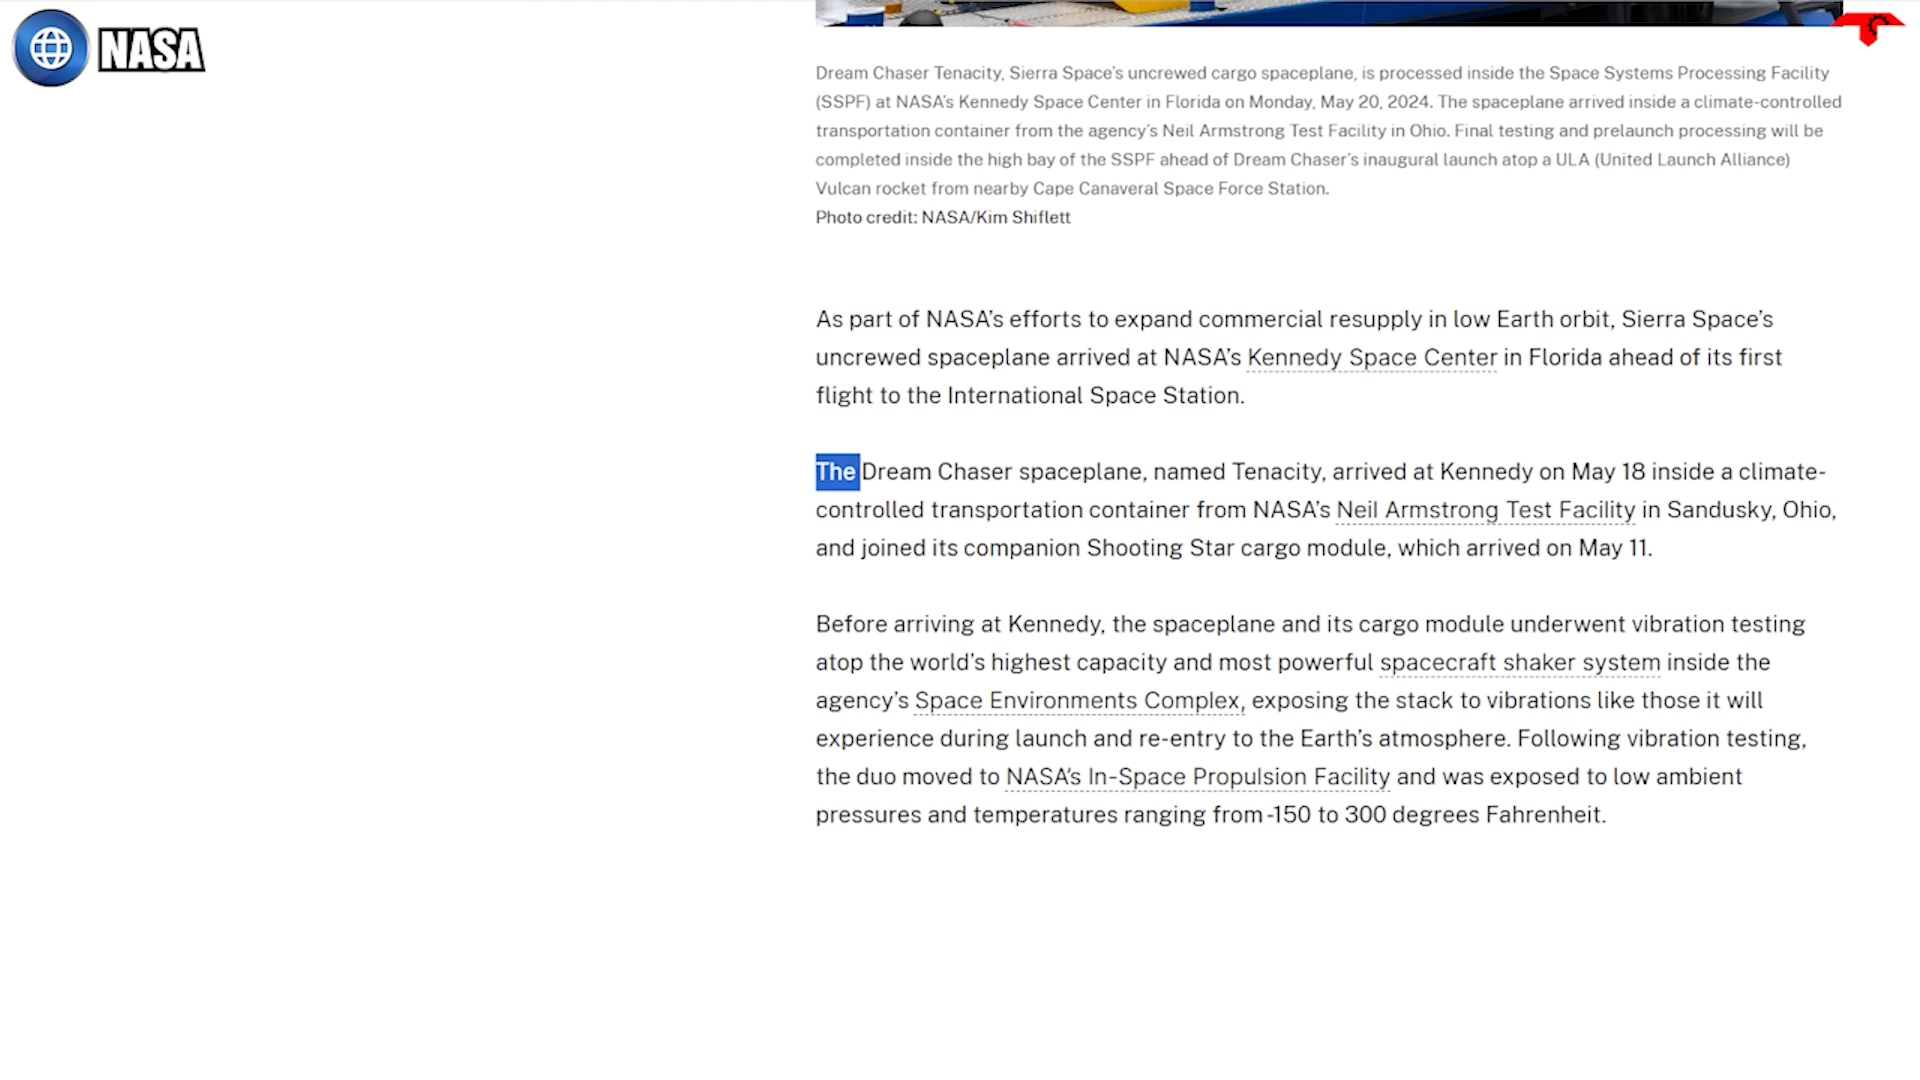 NASA
Dream Chaser Tenacity, Sierra Space’s uncrewed cargo spaceplane, is processed inside the Space Systems Processing Facility
(SSPF) at NASA’s Kennedy Space Center in Florida on Monday, May 20, 2024. The spaceplane arrived inside a climate-controlled
transportation container from the agency’s Neil Armstrong Test Facility in Ohio. Final testing and prelaunch processing will be
completed inside the high bay of the SSPF ahead of Dream Chaser’s inaugural launch atop a ULA (United Launch Alliance)
Vulcan rocket from nearby Cape Canaveral Space Force Station.
Photo credit: NASA/Kim Shiflett
As part of NASA’s efforts to expand commercial resupply in low Earth orbit, Sierra Space’s
uncrewed spaceplane arrived at NASA’s Kennedy Space Center in Florida ahead of its first
flight to the International Space Station.
The Dream Chaser spaceplane, named Tenacity, arrived at Kennedy on May 18 inside a climate-
controlled transportation container from NASA’s Neil Armstrong Test Facility in Sandusky, Ohio,
and joined its companion Shooting Star cargo module, which arrived on May 11.
Before arriving at Kennedy, the spaceplane and its cargo module underwent vibration testing
atop the world’s highest capacity and most powerful spacecraft shaker system inside the
agency’s Space Environments Complex, exposing the stack to vibrations like those it will
experience during launch and re-entry to the Earth’s atmosphere. Following vibration testing,
the duo moved to NASA’s In-Space Propulsion Facility and was exposed to low ambient
pressures and temperatures ranging from -150 to 300 degrees Fahrenheit.